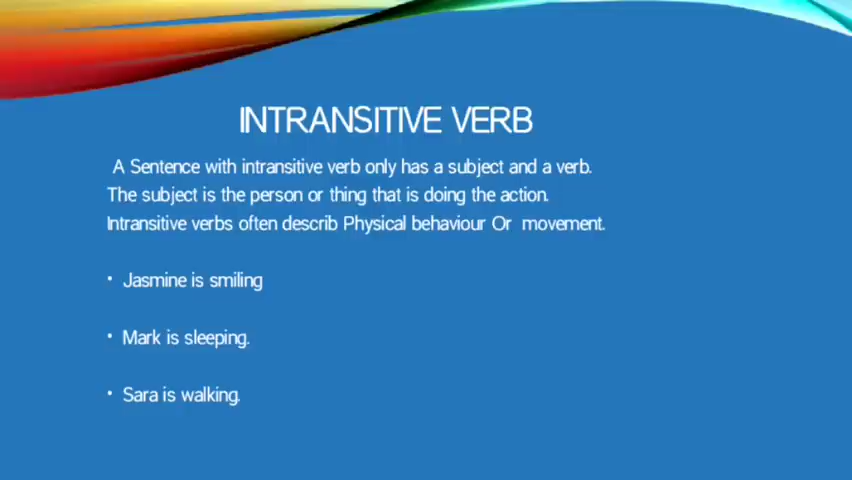 INTRANSITIVE VERB
A Sentence with intransitive verb only has a subject and a verb.
The subject is the person or thing that is doing the action.
Intransitive verbs often describ Physical behaviour Or movement.
• Jasmine is smiling
• Mark is sleeping.
• Sara is walking.